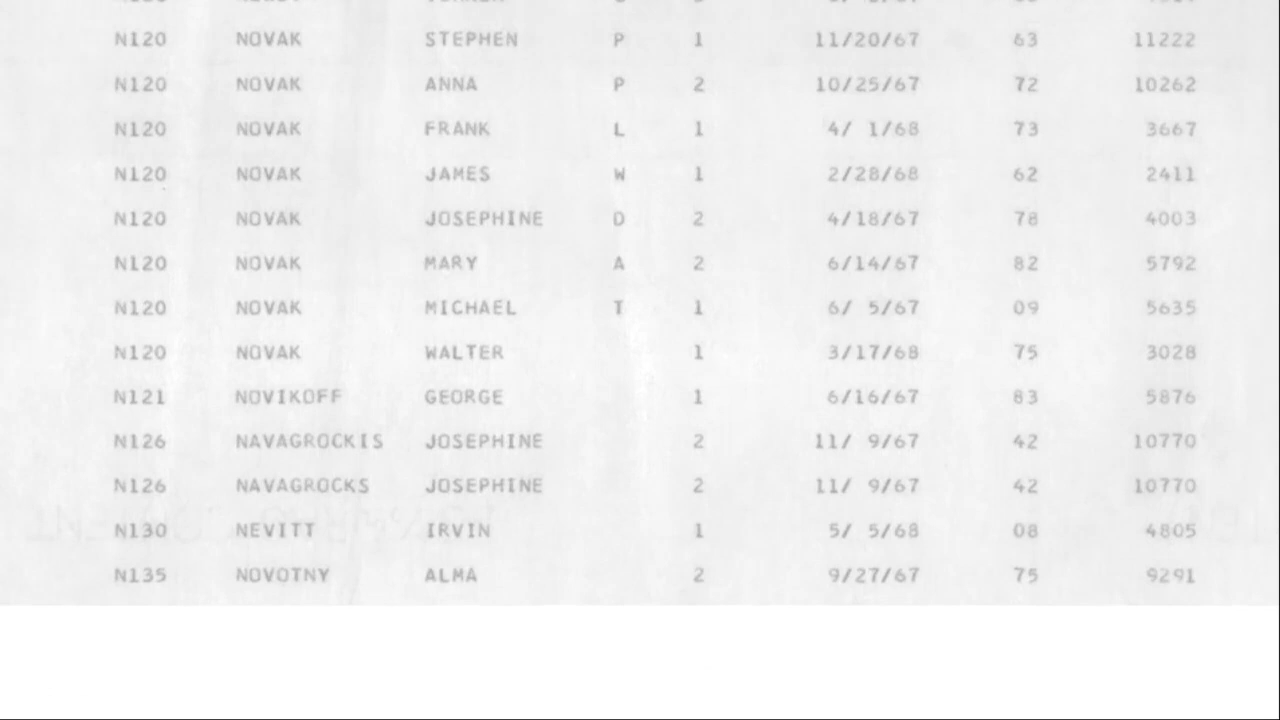 N120 NOVAK STEPHEN P 1 11/20/67 63 11222
N120 NOVAK ANNA P 2 10/25/67 72 10262
N120 NOVAK FRANK L 1 4/ 1/68 73 3667
N120 NOVAK JAMES W 1 2/28/68 62 2411
N120 NOVAK JOSEPHINE D 2 4/18/67 78 4003
N120 NOVAK MARY A 2 6/14/67 82 5792
N120 NOVAK MICHAEL T 1 6/ 5/67 09 5635
N120 NOVAK WALTER 1 3/17/68 75 3028
N121 NOVIKOFF GEORGE 1 6/16/67 83 5876
N126 NAVAGROCKIS JOSEPHINE 2 11/ 9/67 42 10770
N126 NAVAGROCKS JOSEPHINE 2 11/ 9/67 42 10770
N130 NEVITT IRVIN 1 5/ 5/68 08 4805
N135 NOVOTNY ALMA 2 9/27/67 75 9291